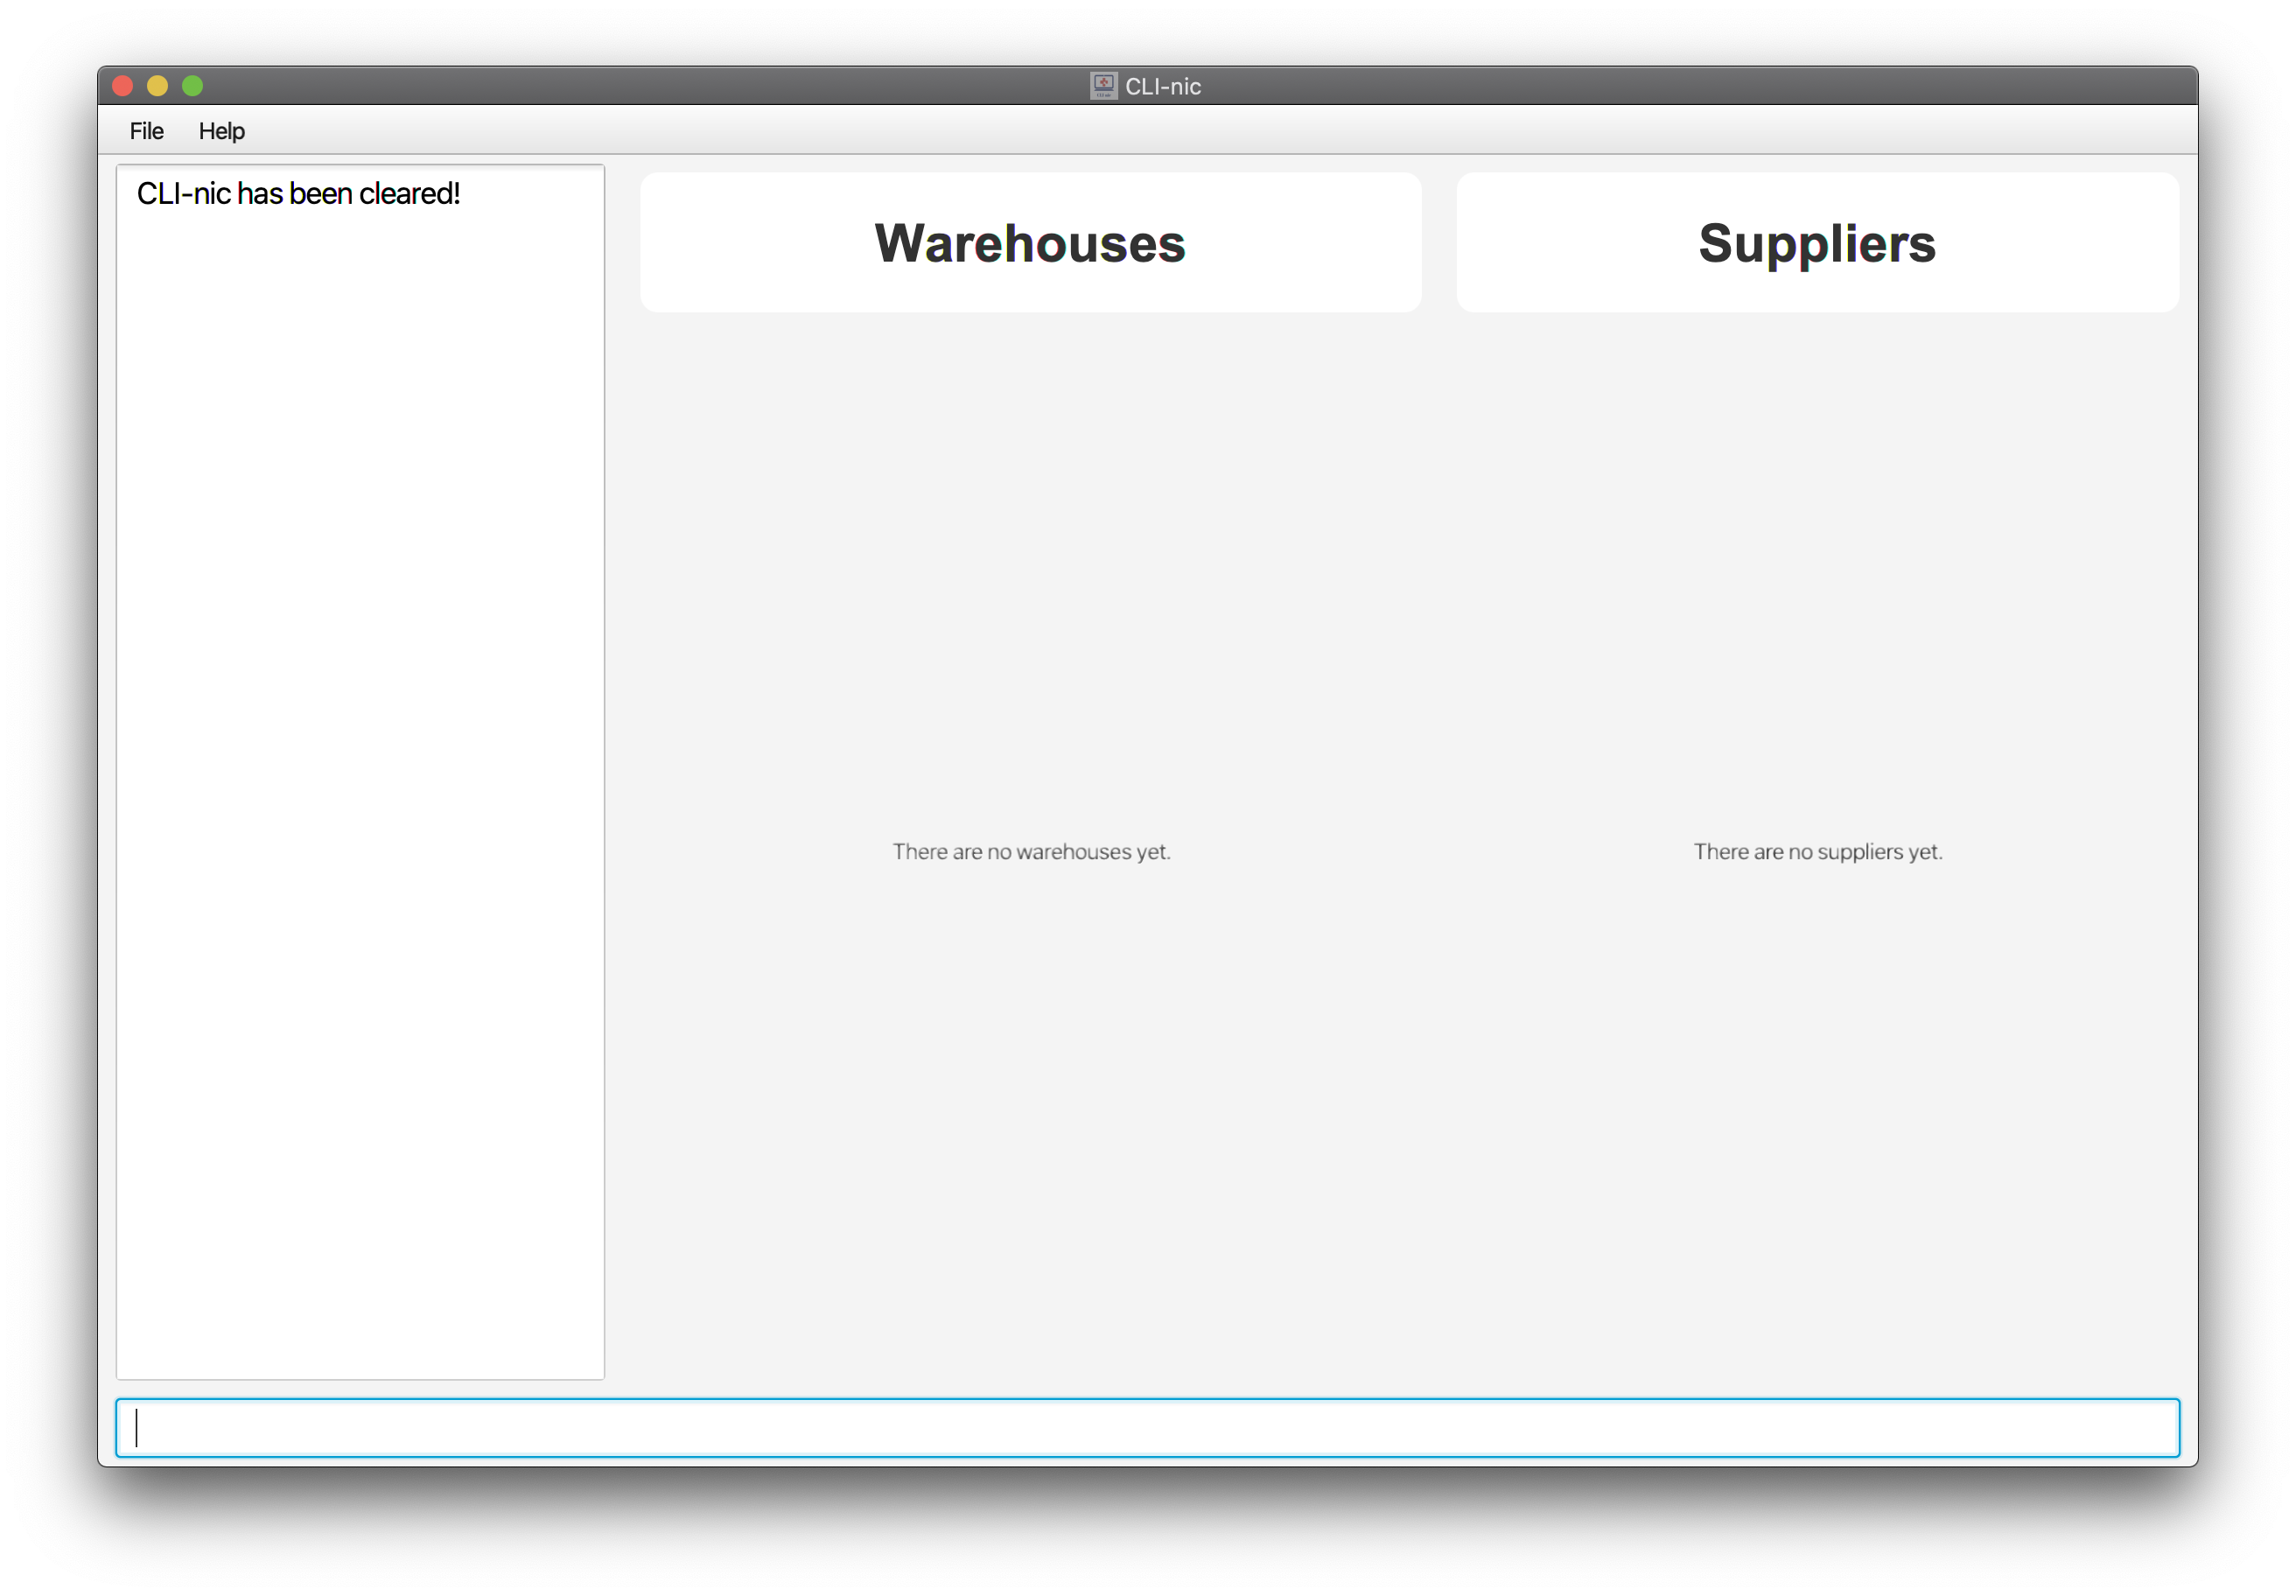 CLI-nic
File Help
CLI-nic has been cleared!
Warehouses
Suppliers
There are no warehouses yet.
There are no suppliers yet.